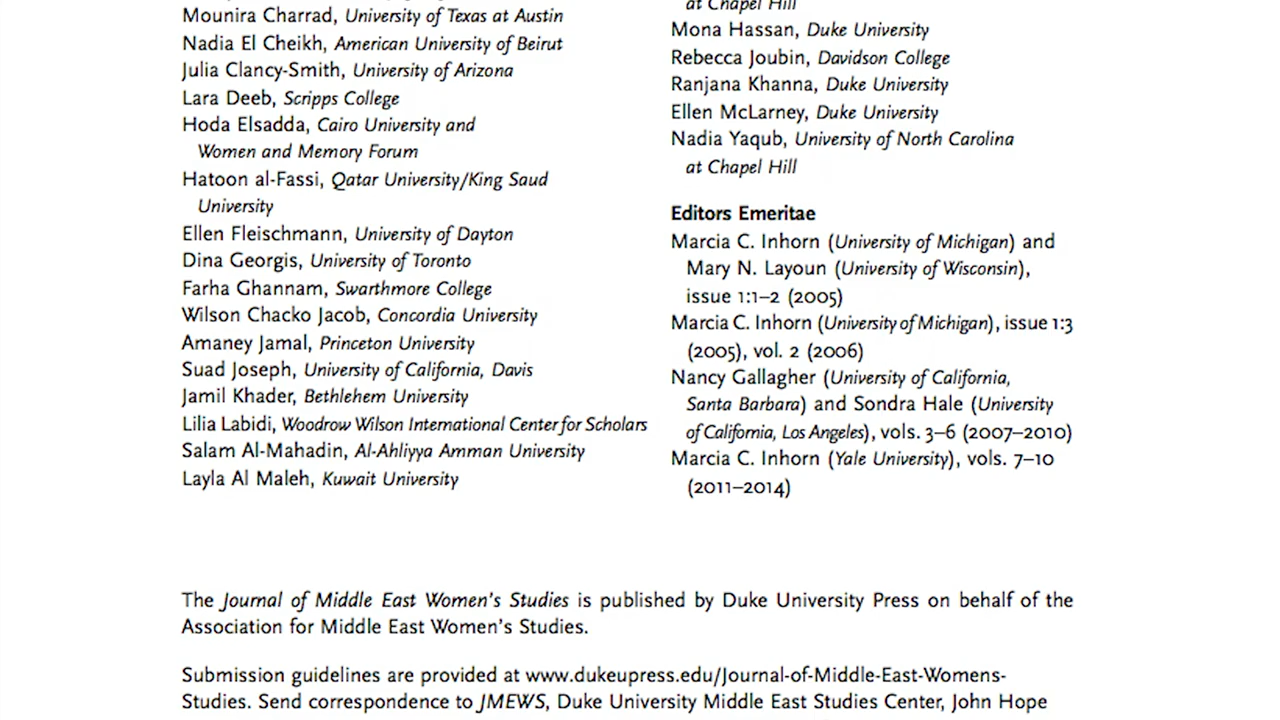 Mounira Charrad, University of Texas at Austin
Nadia El Cheikh, American University of Beirut
Julia Clancy-Smith, University of Arizona
Lara Deeb, Scripps College
Hoda Elsadda, Cairo University and
Women and Memory Forum
Hatoon al-Fassi, Qatar University/King Saud
University
Ellen Fleischmann, University of Dayton
Dina Georgis, University of Toronto
Farha Ghannam, Swarthmore College
Wilson Chacko Jacob, Concordia University
Amaney Jamal, Princeton University
Suad Joseph, University of California, Davis
Jamil Khader, Bethlehem University
Lilia Labidi, Woodrow Wilson International Center for Scholars
Salam Al-Mahadin, Al-Ahliyya Amman University
Layla Al Maleh, Kuwait University
at Chapel Hill
Mona Hassan, Duke University
Rebecca Joubin, Davidson College
Ranjana Khanna, Duke University
Ellen McLarney, Duke University
Nadia Yaqub, University of North Carolina
at Chapel Hill
Editors Emeritae
Marcia C. Inhorn (University of Michigan) and
Mary N. Layoun (University of Wisconsin),
issue 1:1–2 (2005)
Marcia C. Inhorn (University of Michigan), issue 1:3
(2005), vol. 2 (2006)
Nancy Gallagher (University of California,
Santa Barbara) and Sondra Hale (University
of California, Los Angeles), vols. 3–6 (2007–2010)
Marcia C. Inhorn (Yale University), vols. 7–10
(2011–2014)
The Journal of Middle East Women's Studies is published by Duke University Press on behalf of the
Association for Middle East Women's Studies.
Submission guidelines are provided at www.dukeupress.edu/Journal-of-Middle-East-Womens-
Studies. Send correspondence to JMEWS, Duke University Middle East Studies Center, John Hope